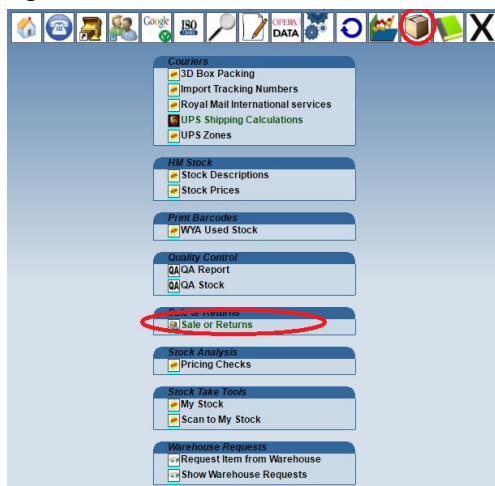 Google ISO OPERA
DATA
Couriers
3D Box Packing
Import Tracking Numbers
Royal Mail International services
UPS Shipping Calculations
UPS Zones
HM Stock
Stock Descriptions
Stock Prices
Print Barcodes
WYA Used Stock
Quality Control
QA QA Report
QA QA Stock
Sale or Returns
Sale or Returns
Stock Analysis
Pricing Checks
Stock Take Tools
My Stock
Scan to My Stock
Warehouse Requests
Request Item from Warehouse
Show Warehouse Requests